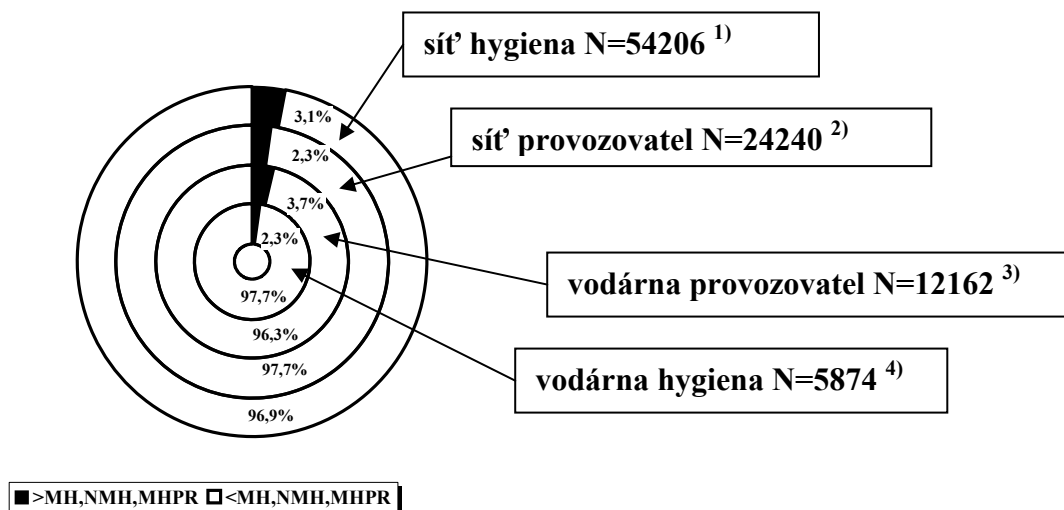 síť hygiena N=54206 1)
3,1%
síť provozovatel N=24240 2)
2,3%
3,7%
2,3%
vodárna provozovatel N=12162 3)
97,7%
96,3%
vodárna hygiena N=5874 4)
97,7%
96,9%
>MH,NMH,MHPR <MH,NMH,MHPR